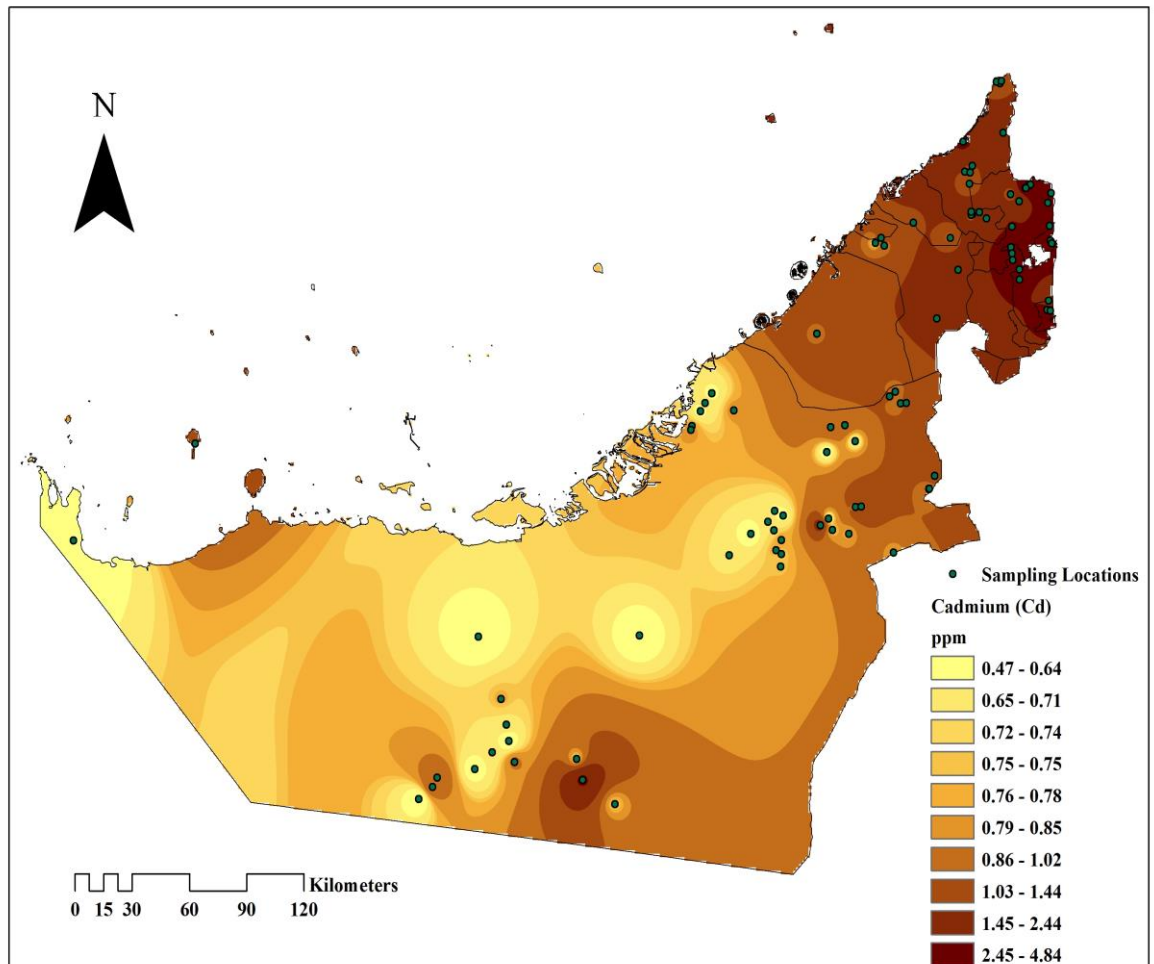 N
Sampling Locations
Cadmium (Cd)
ppm
0.47 - 0.64
0.65 - 0.71
0.72 - 0.74
0.75 - 0.75
0.76 - 0.78
0.79 - 0.85
0.86 - 1.02
1.03 - 1.44
1.45 - 2.44
2.45 - 4.84
Kilometers
0 15 30 60 90 120